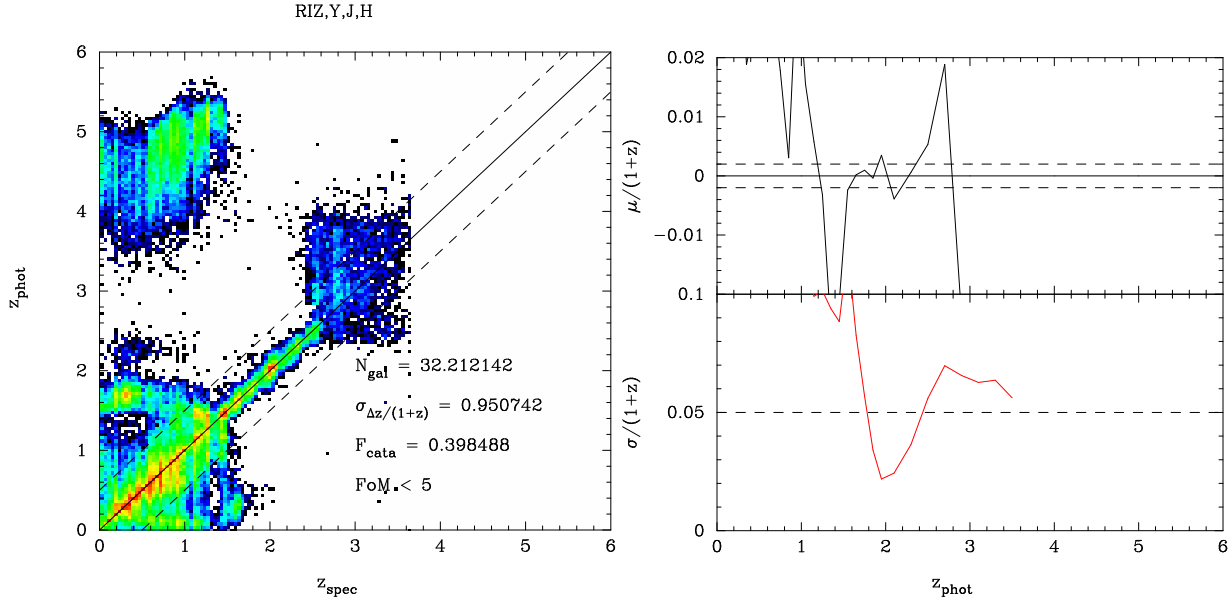 RIZ,Y,J,H
6
5
4
3
2
1
0
z_phot
N_gal = 32.212142
σ_Δz/(1+z) = 0.950742
F_cata = 0.398488
FoM < 5
0 1 2 3 4 5 6
z_spec
0.02
0.01
0
−0.01
μ/(1+z)
0.1
0.05
0
σ/(1+z)
0 1 2 3 4 5 6
z_phot